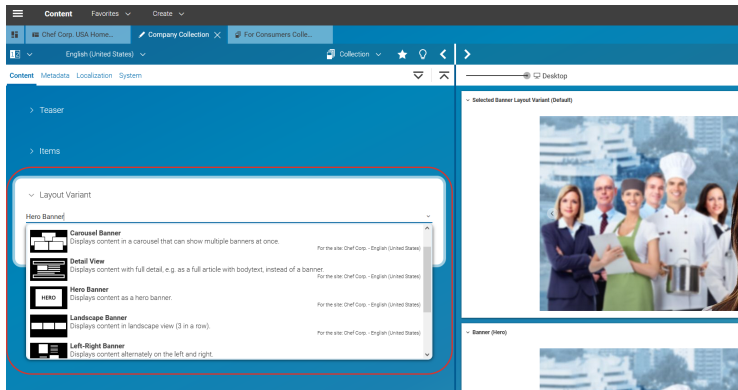 Content Favorites Create
Chef Corp. USA Home... Company Collection For Consumers Colle...
English (United States) Collection
Content Metadata Localization System
Desktop
Selected Banner Layout Variant (Default)
Teaser
Items
Layout Variant
Hero Banner
Carousel Banner
Displays content in a carousel that can show multiple banners at once.
For the site: Chef Corp. - English (United States)
Detail View
Displays content with full detail, e.g. as a full article with bodytext, instead of a banner.
For the site: Chef Corp. - English (United States)
HERO
Hero Banner
Displays content as a hero banner.
For the site: Chef Corp. - English (United States)
Landscape Banner
Displays content in landscape view (3 in a row).
For the site: Chef Corp. - English (United States)
Left-Right Banner
Displays content alternately on the left and right.
Banner (Hero)